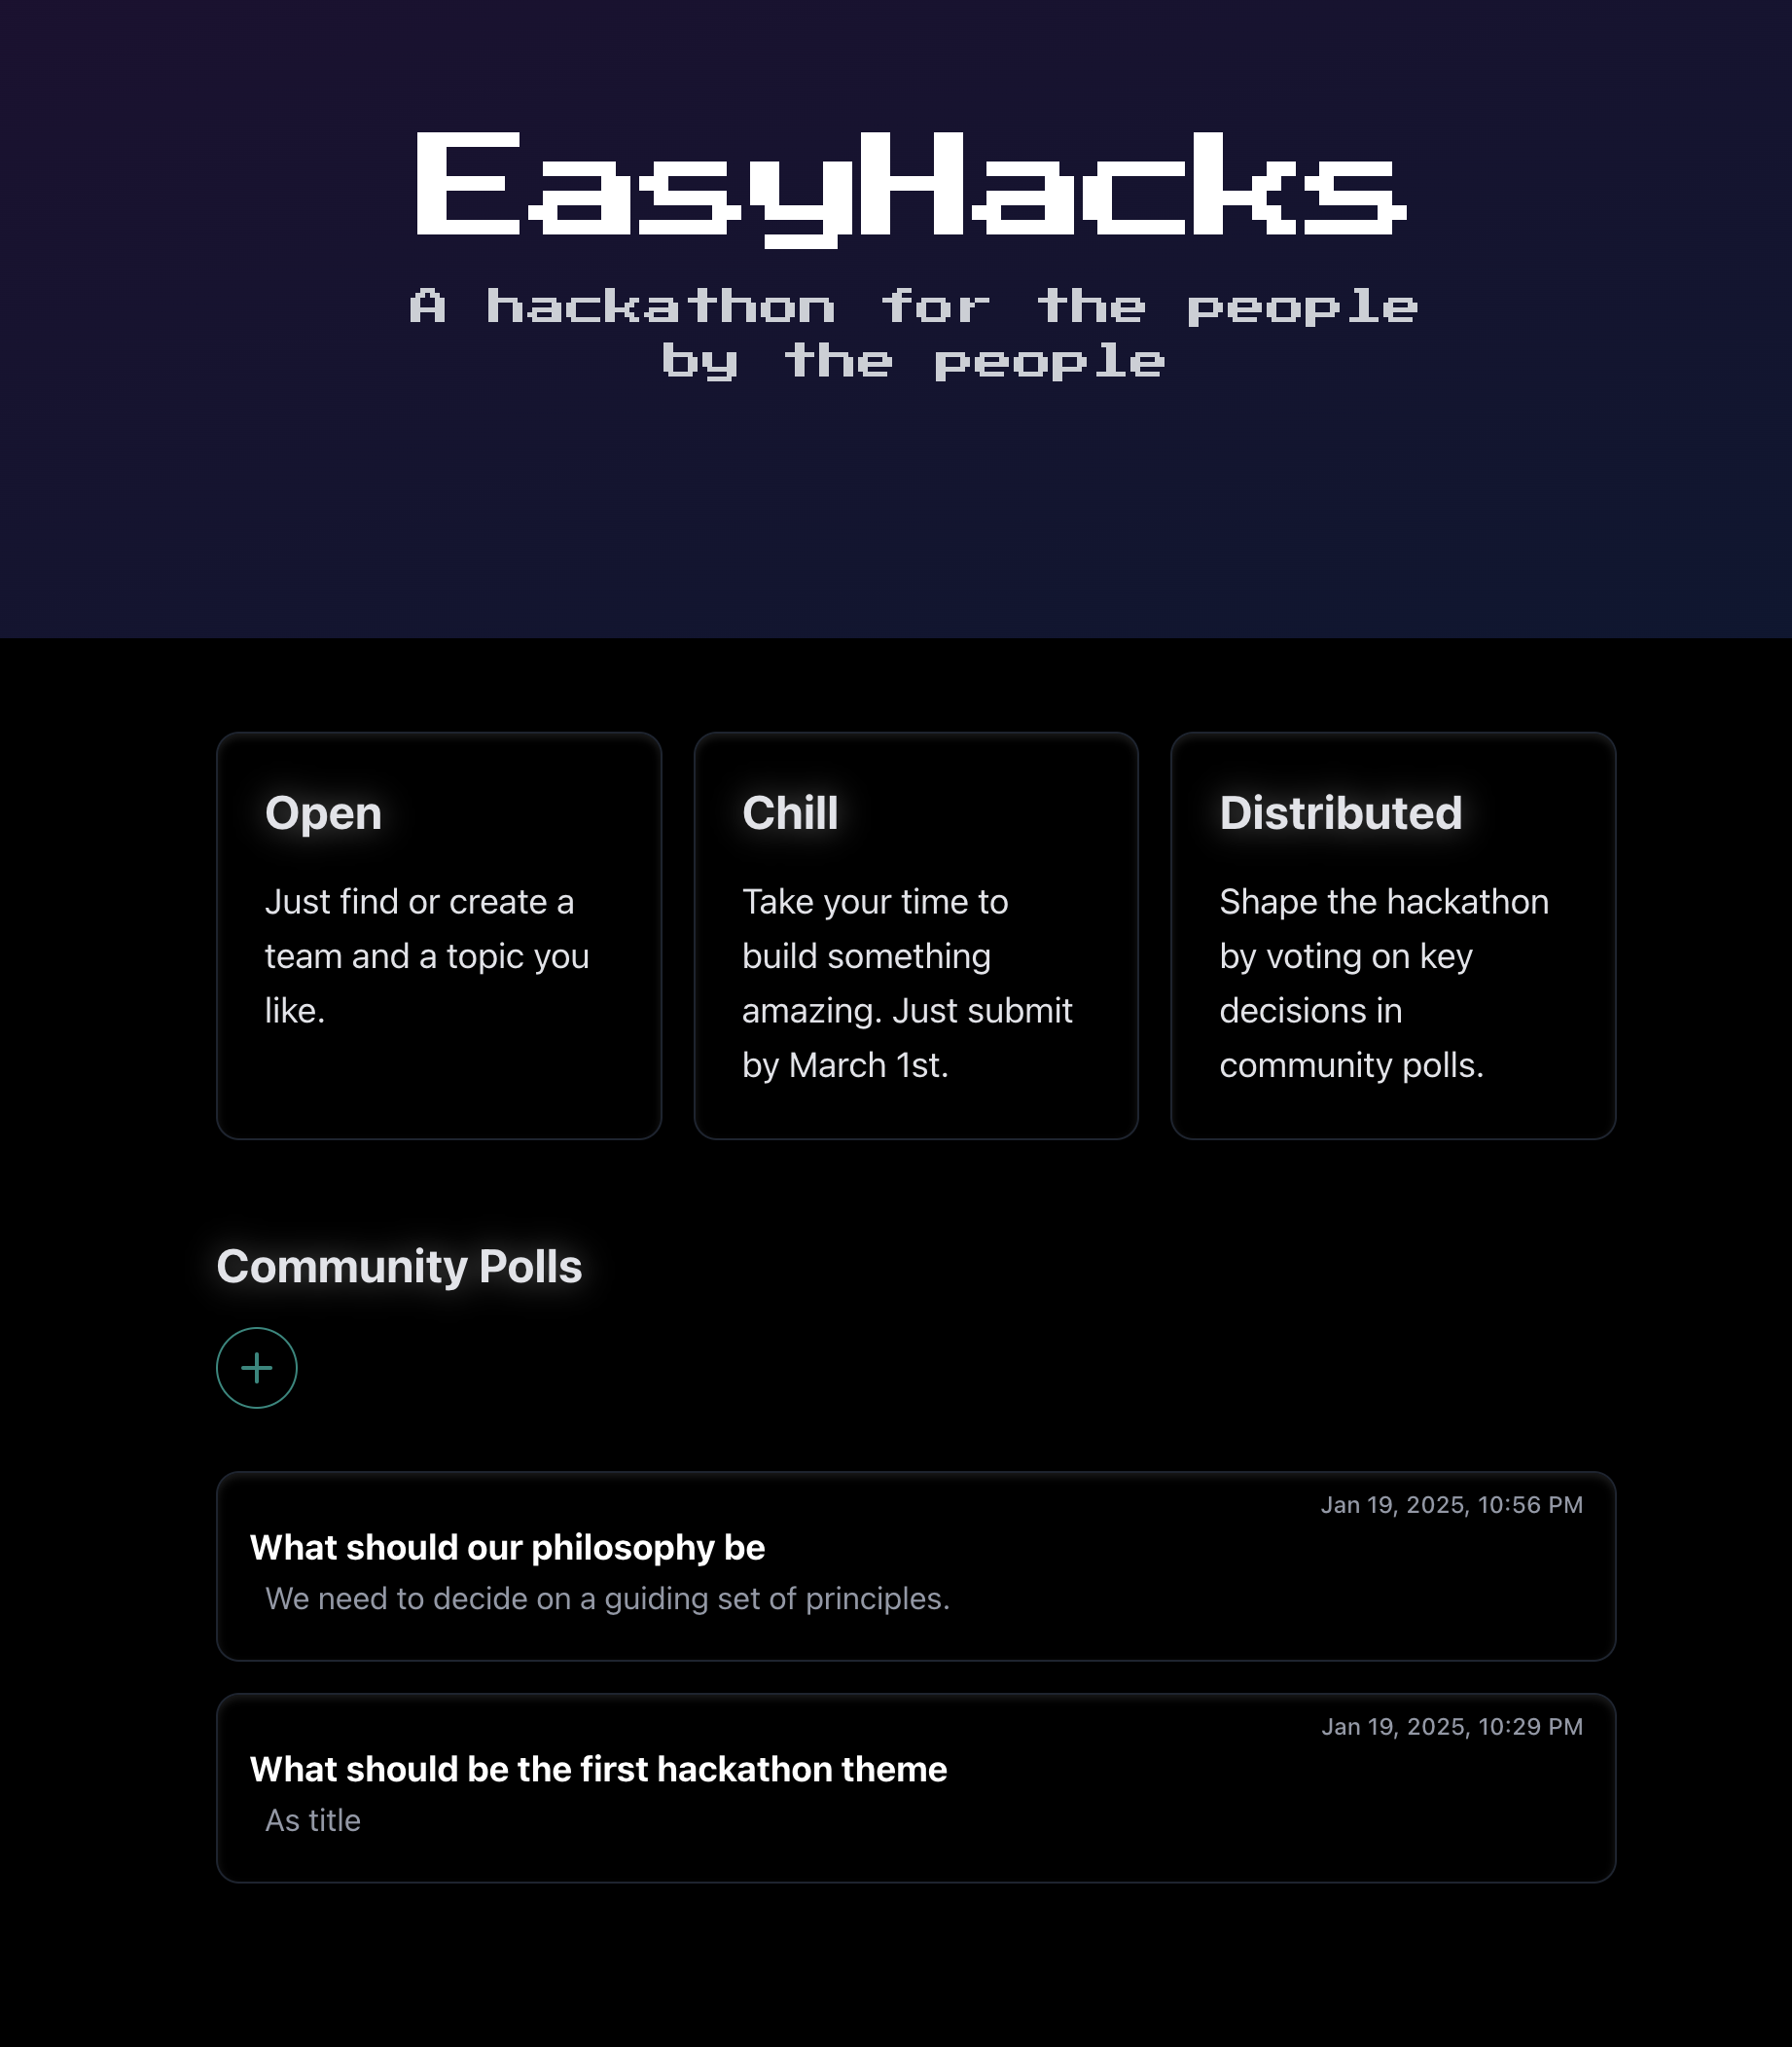 EasyHacks
A hackathon for the people
by the people
Open
Just find or create a
team and a topic you
like.
Chill
Take your time to
build something
amazing. Just submit
by March 1st.
Distributed
Shape the hackathon
by voting on key
decisions in
community polls.
Community Polls
+
Jan 19, 2025, 10:56 PM
What should our philosophy be
We need to decide on a guiding set of principles.
Jan 19, 2025, 10:29 PM
What should be the first hackathon theme
As title